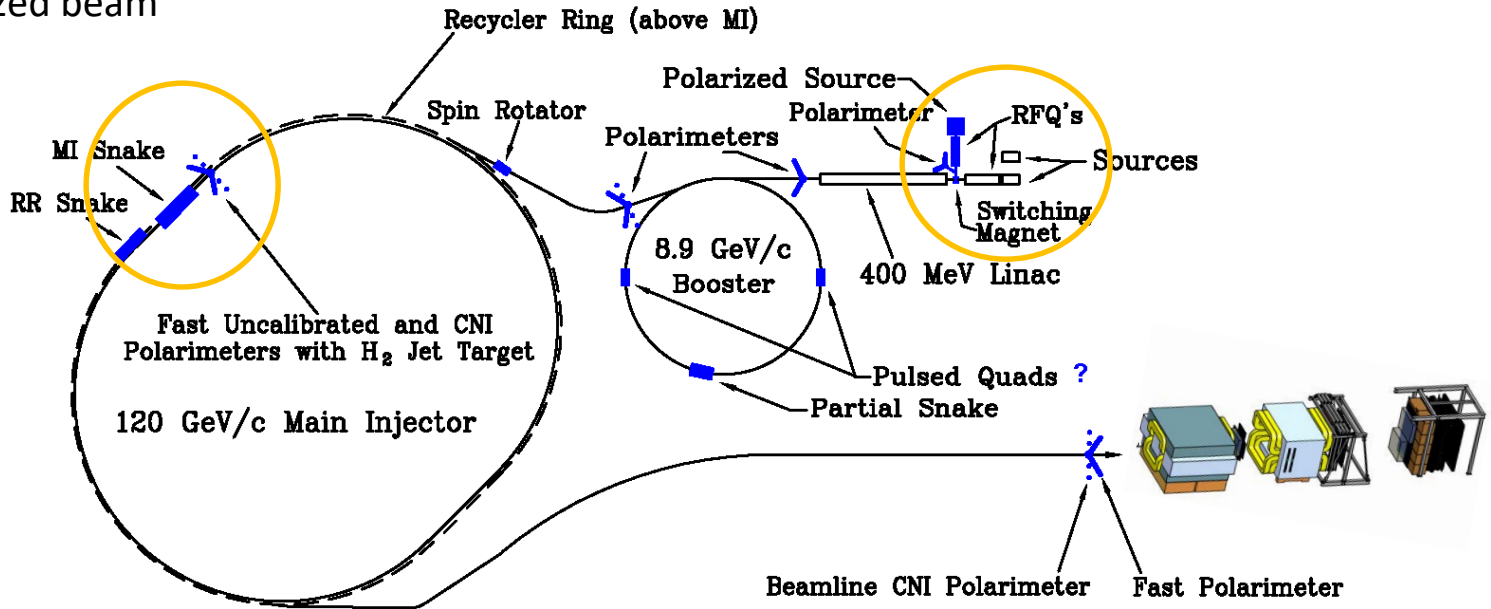 zed beam
Recycler Ring (above MI)
Polarized Source
Polarimeter
RFQ's
Spin Rotator
Polarimeters
Sources
MI Snake
RR Snake
Switching
Magnet
8.9 GeV/c
Booster
400 MeV Linac
Fast Uncalibrated and CNI
Polarimeters with H₂ Jet Target
Pulsed Quads ?
Partial Snake
120 GeV/c Main Injector
Beamline CNI Polarimeter
Fast Polarimeter